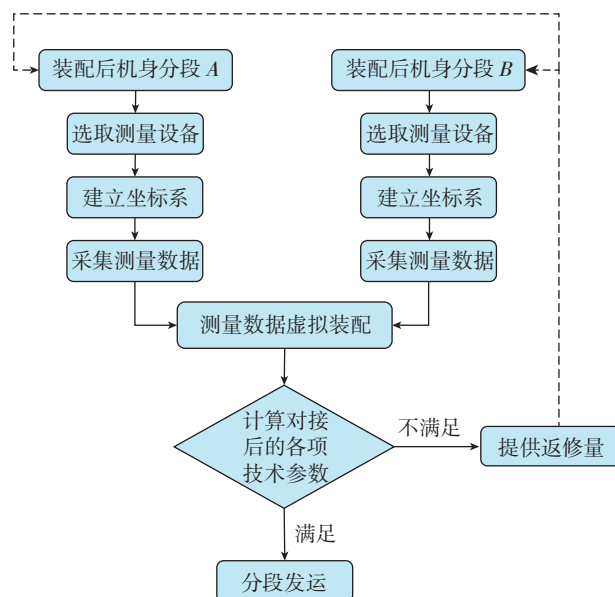 装配后机身分段 A
装配后机身分段 B
选取测量设备
选取测量设备
建立坐标系
建立坐标系
采集测量数据
采集测量数据
测量数据虚拟装配
计算对接
后的各项
技术参数
不满足
提供返修量
满足
分段发运